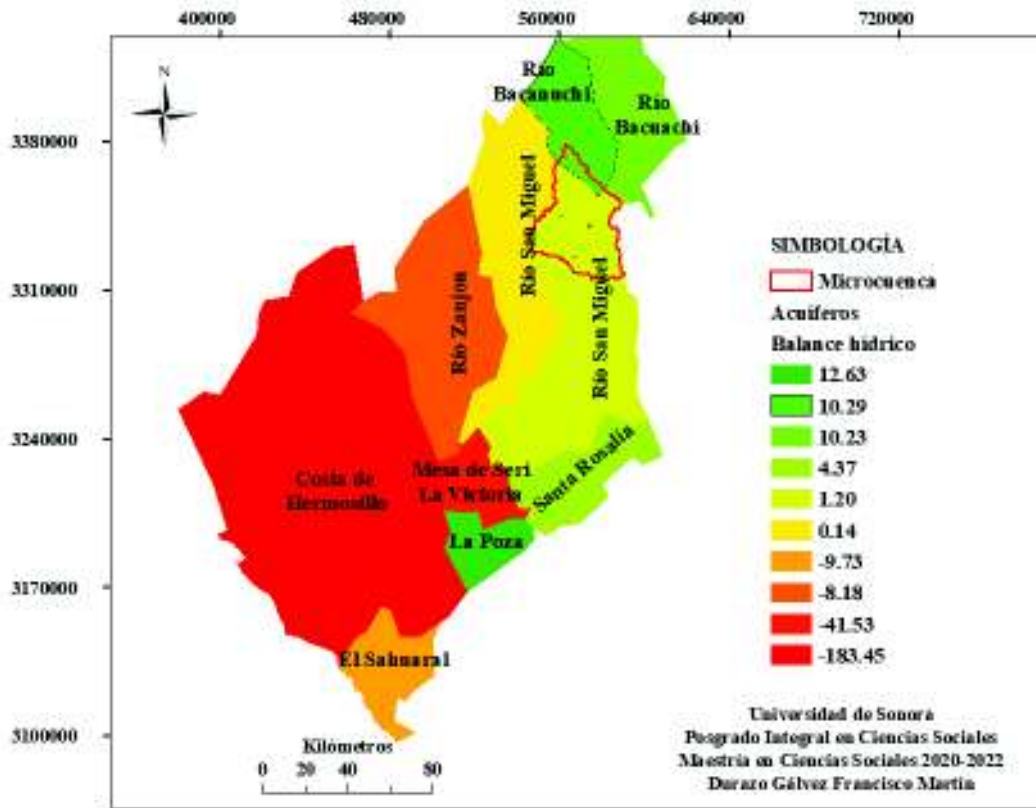 400000 480000 560000 640000 720000
N
3380000
3310000
3240000
3170000
3100000
Río
Bacanuchi
Río
Bacuachi
Río San Miguel
Río San Miguel
Río Zanjon
Costa de
Hermosillo
Mesa de Seri
La Victoria
Santa Rosalía
La Poza
El Sahuaral
SIMBOLOGÍA
Microcuenca
Acuíferos
Balance hídrico
12.63
10.29
10.23
4.37
1.20
0.14
-9.73
-8.18
-41.53
-183.45
Kilómetros
0 20 40 80
Universidad de Sonora
Posgrado Integral en Ciencias Sociales
Maestría en Ciencias Sociales 2020-2022
Durazo Gálvez Francisco Martín